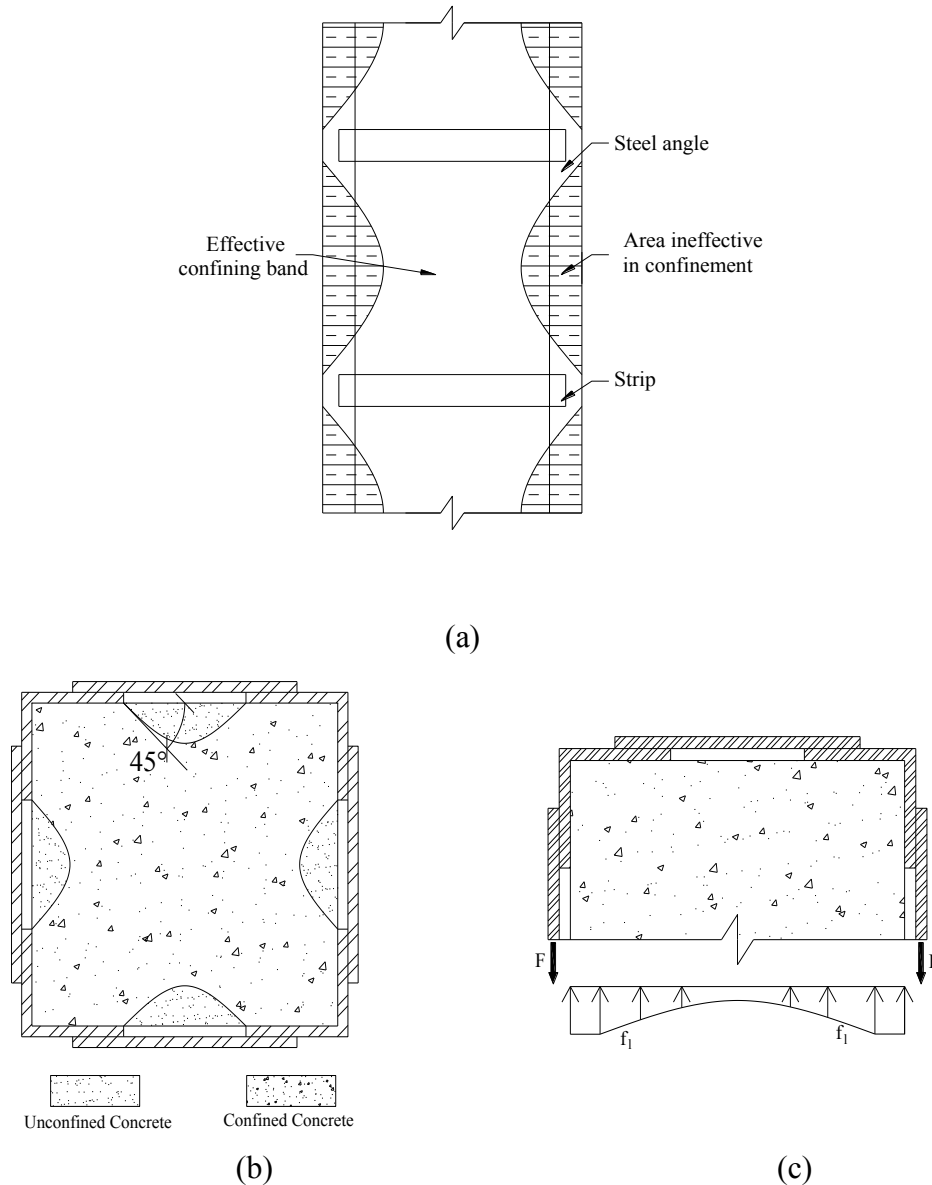 Steel angle
Effective
confining band
Area ineffective
in confinement
Strip
(a)
45°
F
f₁
f₁
Unconfined Concrete
Confined Concrete
(b)
(c)